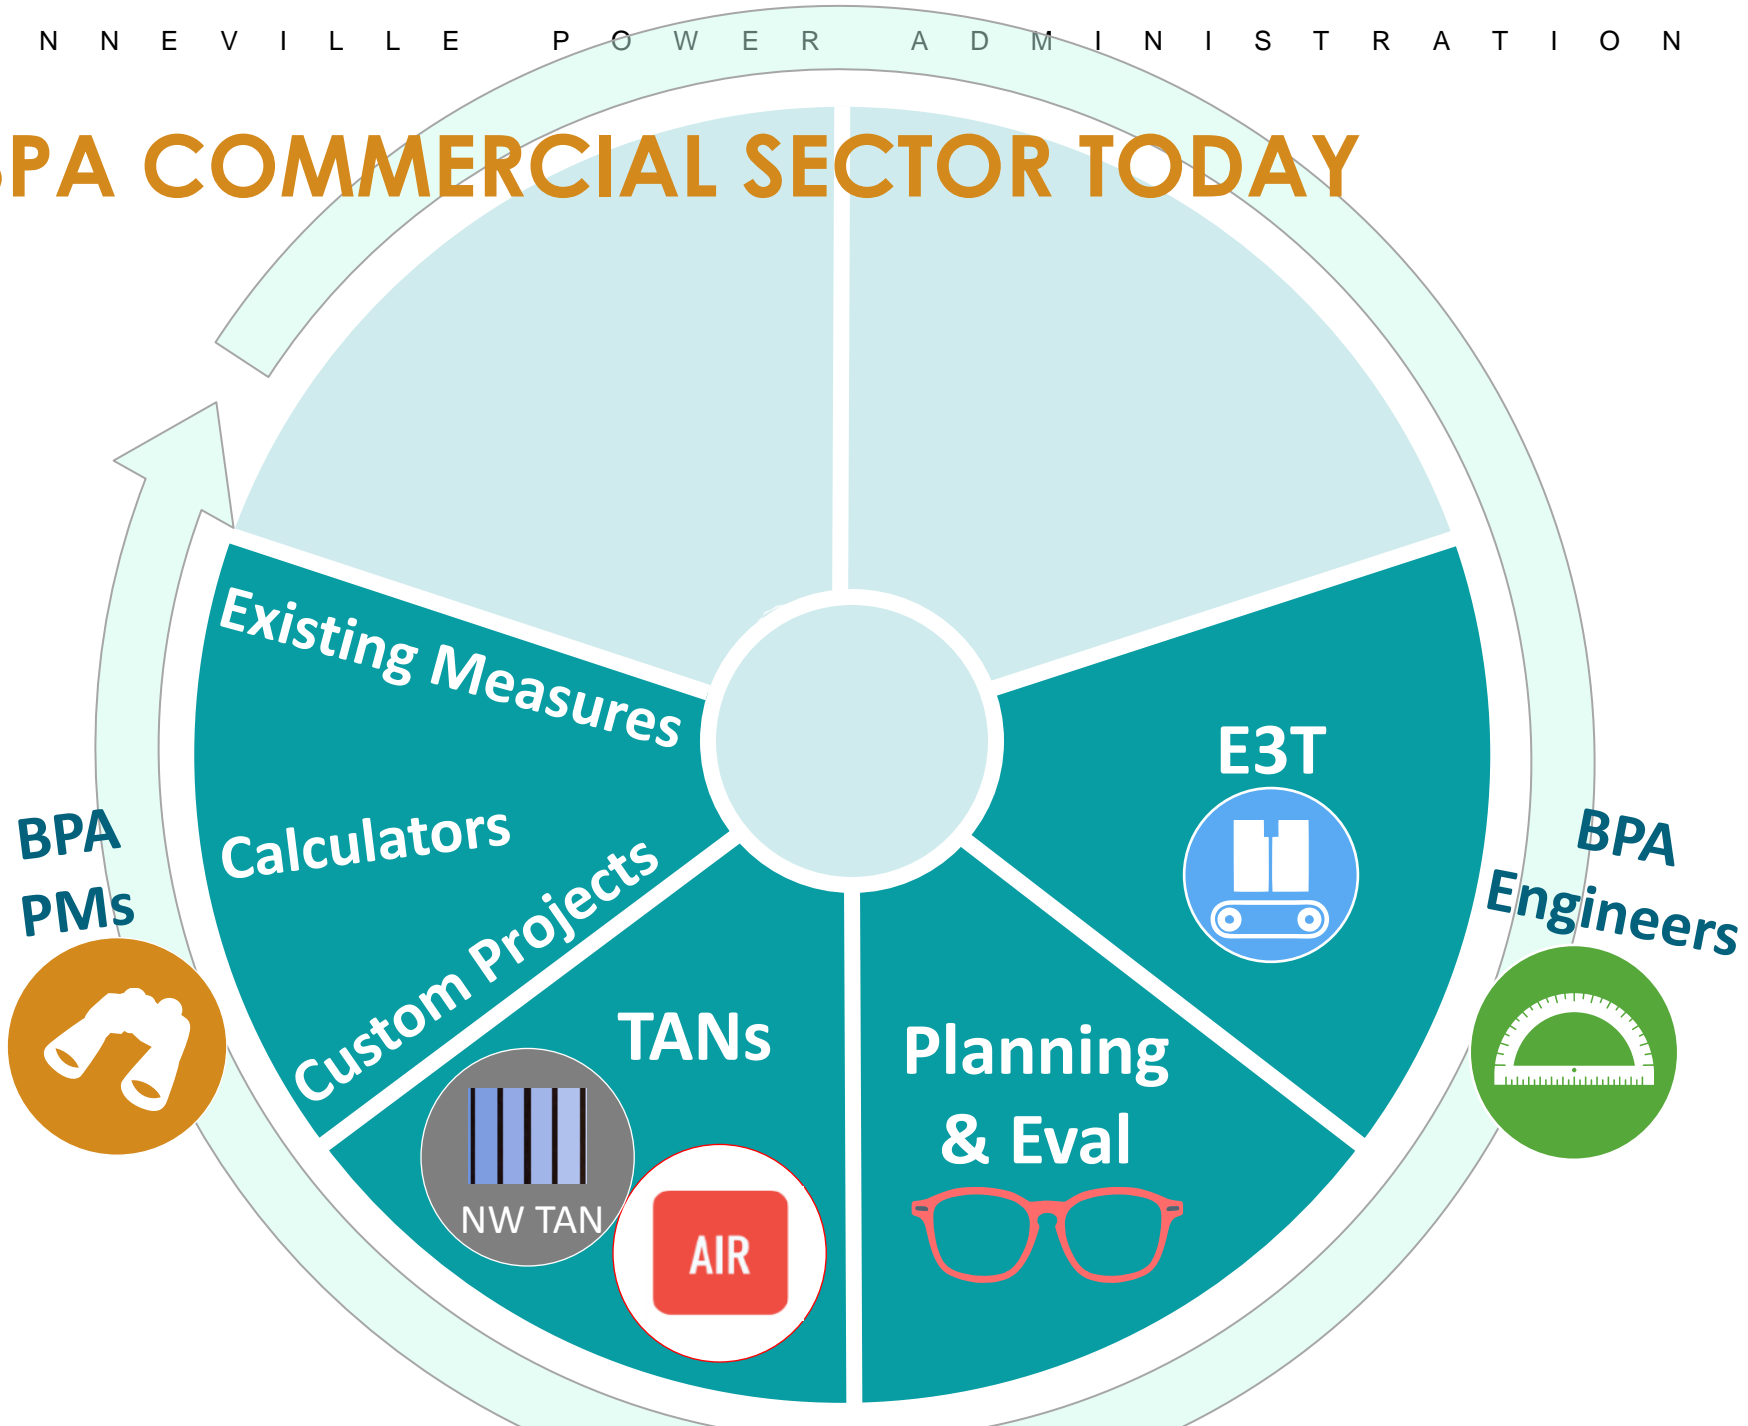 N N E V I L L E P O W E R A D M I N I S T R A T I O N
BPA COMMERCIAL SECTOR TODAY
Existing Measures
Calculators
Custom Projects
BPA
PMs
TANs
NW TAN
AIR
Planning
& Eval
E3T
BPA
Engineers